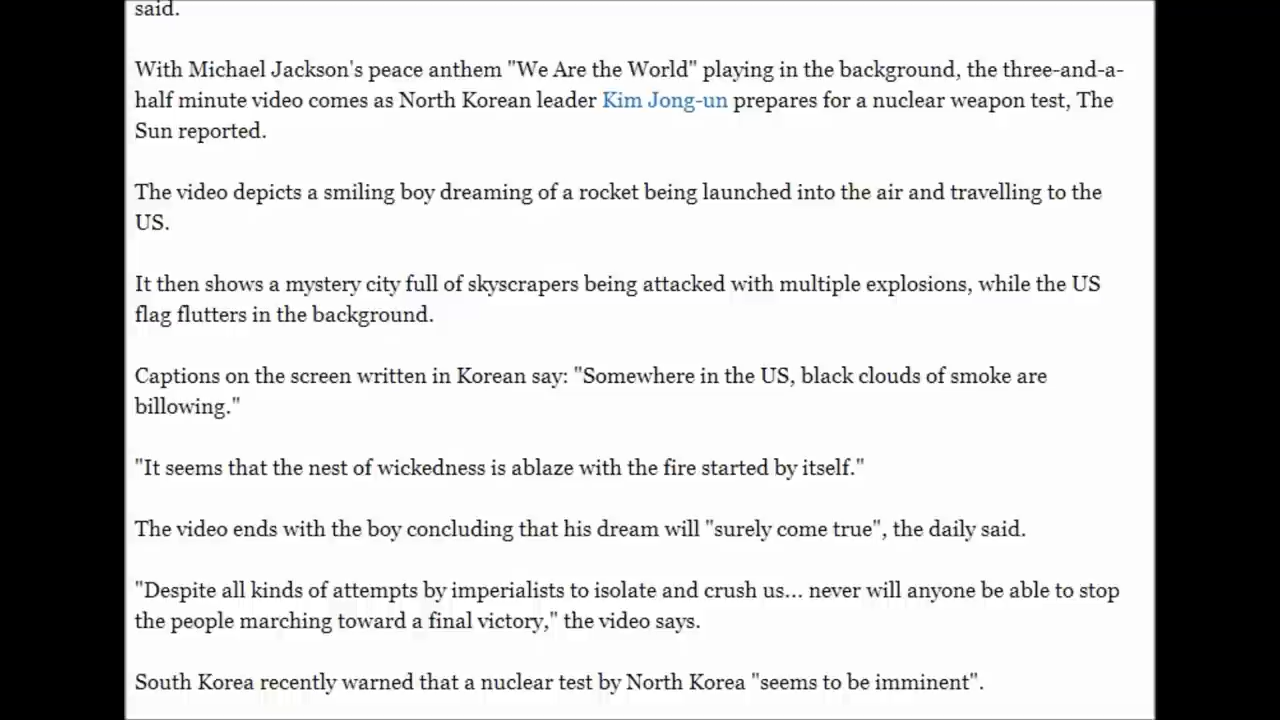 said.
With Michael Jackson's peace anthem "We Are the World" playing in the background, the three-and-a-
half minute video comes as North Korean leader Kim Jong-un prepares for a nuclear weapon test, The
Sun reported.
The video depicts a smiling boy dreaming of a rocket being launched into the air and travelling to the
US.
It then shows a mystery city full of skyscrapers being attacked with multiple explosions, while the US
flag flutters in the background.
Captions on the screen written in Korean say: "Somewhere in the US, black clouds of smoke are
billowing."
"It seems that the nest of wickedness is ablaze with the fire started by itself."
The video ends with the boy concluding that his dream will "surely come true", the daily said.
"Despite all kinds of attempts by imperialists to isolate and crush us... never will anyone be able to stop
the people marching toward a final victory," the video says.
South Korea recently warned that a nuclear test by North Korea "seems to be imminent".